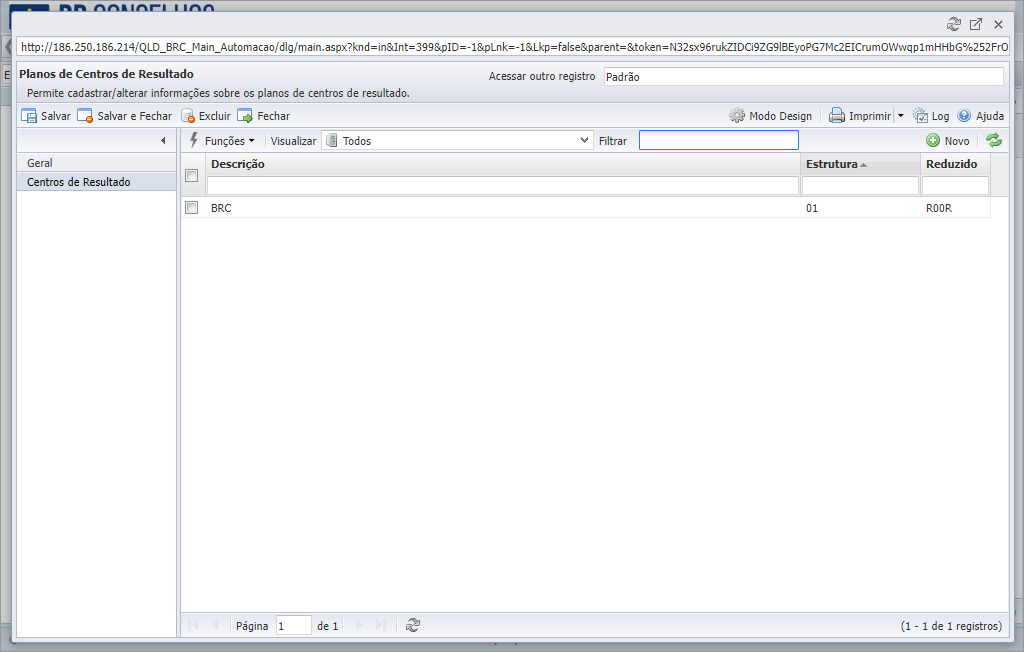 http://186.250.186.214/QLD_BRC_Main_Automacao/dlg/main.aspx?knd=in&Int=399&pID=-1&pLnk=-1&Lkp=false&parent=&token=N32sx96rukZIDCi9ZG9lBEyoPG7Mc2EICrumOWwqp1mHHbG%252FrO
Planos de Centros de Resultado
Acessar outro registro Padrão
Permite cadastrar/alterar informações sobre os planos de centros de resultado.
Salvar Salvar e Fechar Excluir Fechar Modo Design Imprimir Log Ajuda
Funções Visualizar Todos Filtrar Novo
Geral
Centros de Resultado
Descrição Estrutura Reduzido
BRC 01 R00R
Página 1 de 1 (1 - 1 de 1 registros)